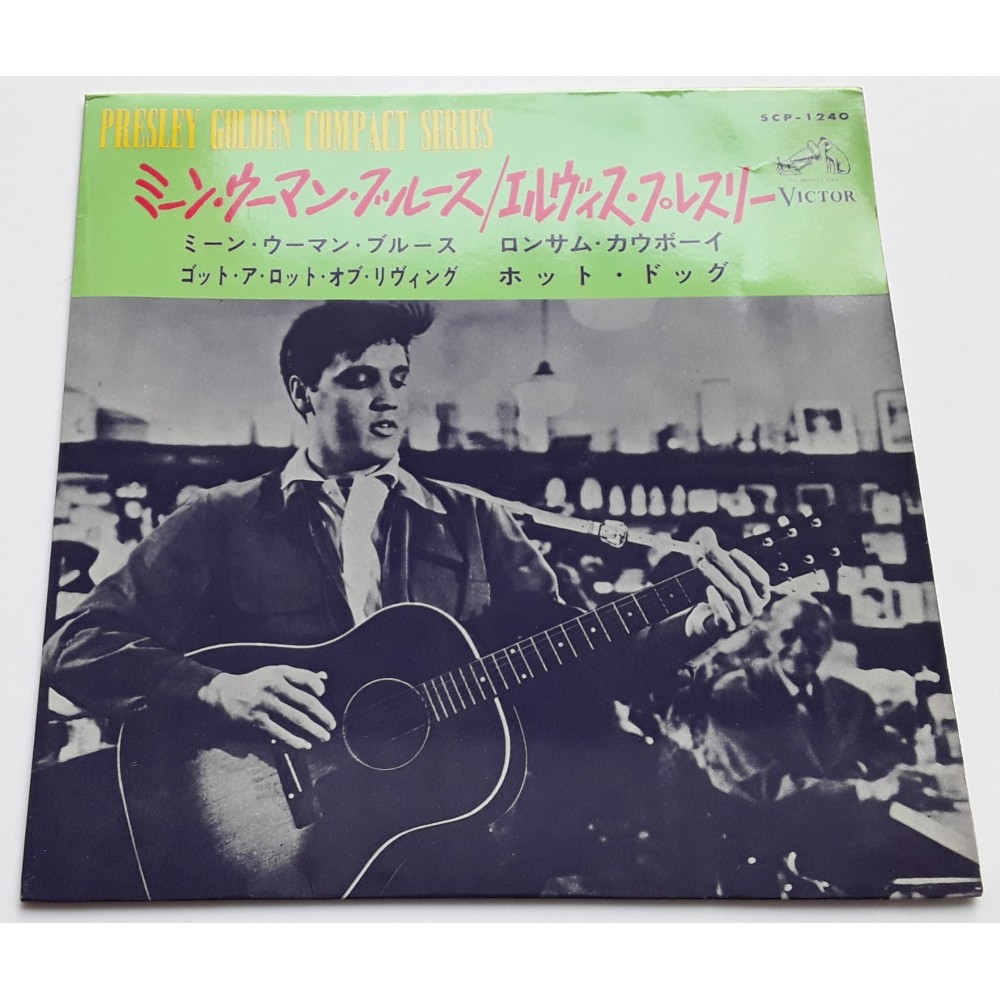 PRESLEY GOLDEN COMPACT SERIES
SCP-1240
ミーン・ウーマン・ブルース/エルヴィス・プレスリー
VICTOR
ミーン・ウーマン・ブルース ロンサム・カウボーイ
ゴット・ア・ロット・オブ・リヴィング ホット・ドッグ